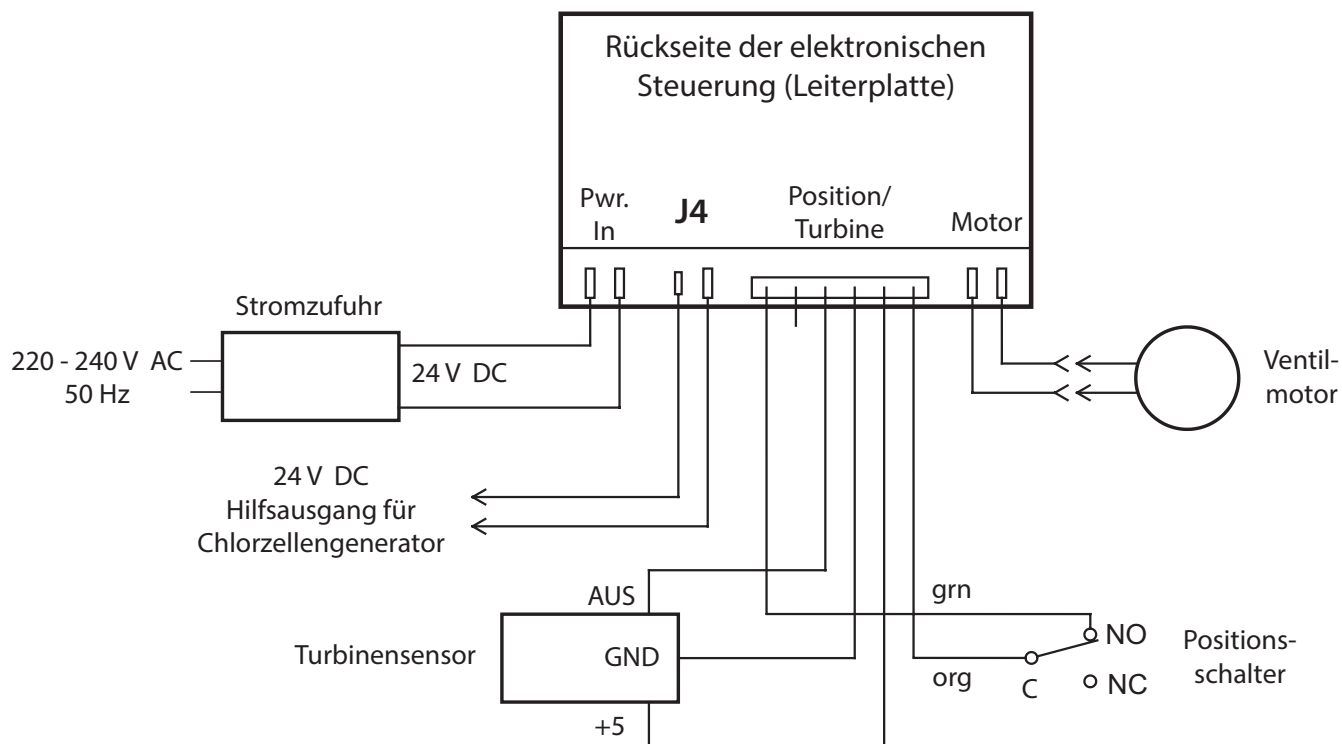 Rückseite der elektronischen
Steuerung (Leiterplatte)
Pwr.
In
J4
Position/
Turbine
Motor
Stromzufuhr
220 - 240 V AC
50 Hz
24 V DC
Ventil-
motor
24 V DC
Hilfsausgang für
Chlorzellengenerator
AUS
Turbinensensor
GND
+5
grn
org
C
NO
NC
Positions-
schalter